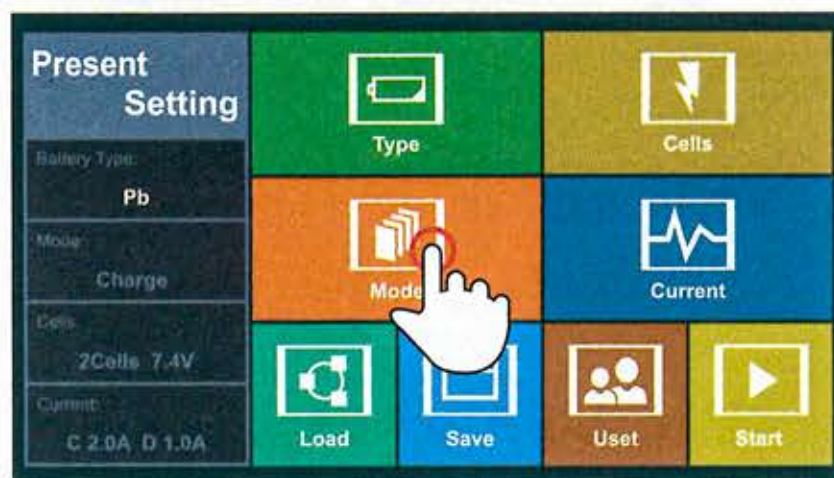 Present
Setting
Battery Type:
Pb
Mode:
Charge
Cells:
2Cells 7.4V
Current:
C 2.0A D 1.0A
Type
Cells
Mode
Current
Load
Save
Uset
Start